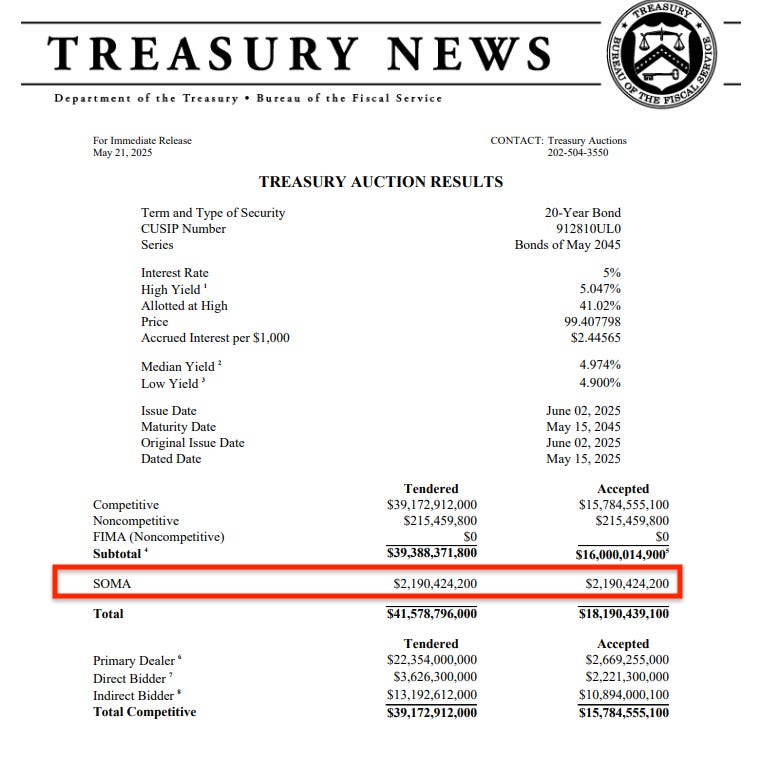 TREASURY NEWS
Department of the Treasury • Bureau of the Fiscal Service
BUREAU OF THE FISCAL SERVICE
For Immediate Release CONTACT: Treasury Auctions
May 21, 2025 202-504-3550
TREASURY AUCTION RESULTS
Term and Type of Security 20-Year Bond
CUSIP Number 912810UL0
Series Bonds of May 2045
Interest Rate 5%
High Yield ¹ 5.047%
Allotted at High 41.02%
Price 99.407798
Accrued Interest per $1,000 $2.44565
Median Yield ² 4.974%
Low Yield ³ 4.900%
Issue Date June 02, 2025
Maturity Date May 15, 2045
Original Issue Date June 02, 2025
Dated Date May 15, 2025
Tendered Accepted
Competitive $39,172,912,000 $15,784,555,100
Noncompetitive $215,459,800 $215,459,800
FIMA (Noncompetitive) $0 $0
Subtotal ⁴ $39,388,371,800 $16,000,014,900⁵
SOMA $2,190,424,200 $2,190,424,200
Total $41,578,796,000 $18,190,439,100
Tendered Accepted
Primary Dealer ⁶ $22,354,000,000 $2,669,255,000
Direct Bidder ⁷ $3,626,300,000 $2,221,300,000
Indirect Bidder ⁸ $13,192,612,000 $10,894,000,100
Total Competitive $39,172,912,000 $15,784,555,100